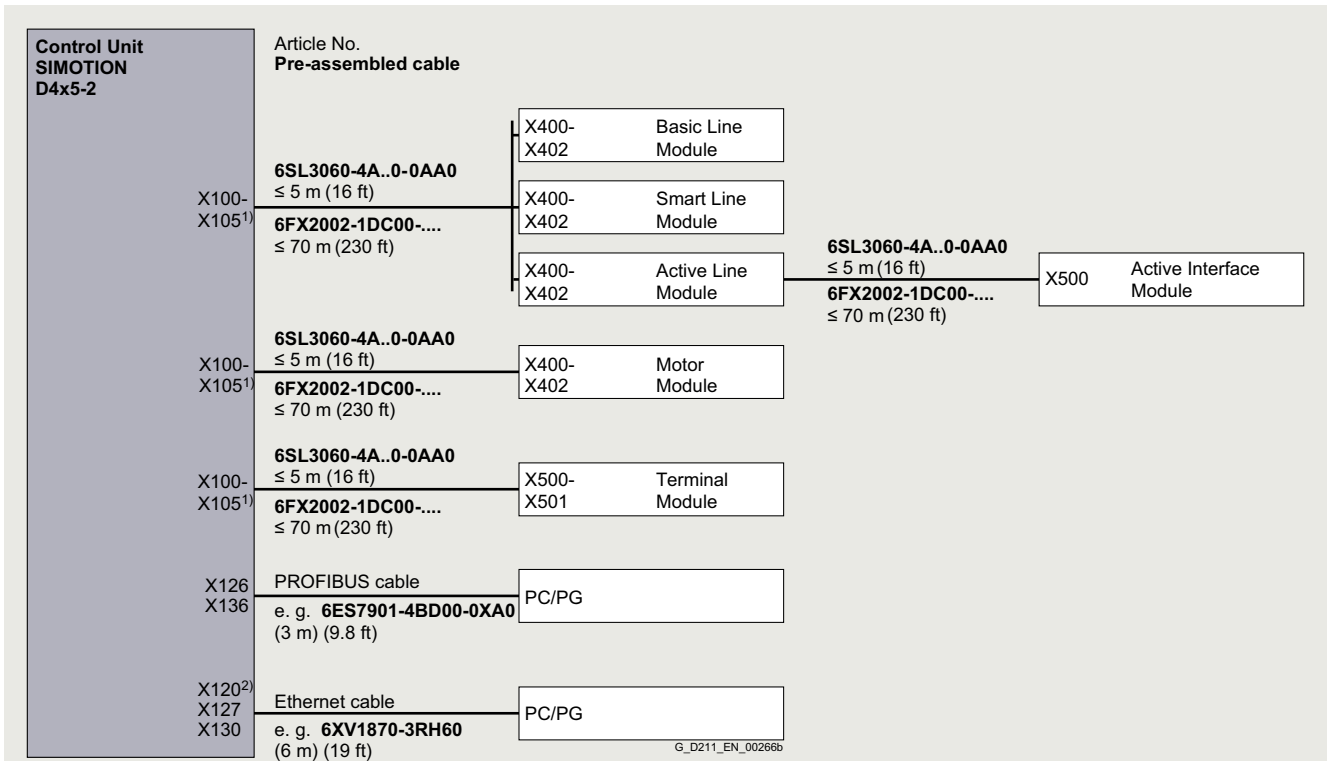 Control Unit
SIMOTION
D4x5-2
Article No.
Pre-assembled cable
X100-
X105¹⁾
6SL3060-4A..0-0AA0
≤ 5 m (16 ft)
6FX2002-1DC00-....
≤ 70 m (230 ft)
X400-
X402
Basic Line
Module
X400-
X402
Smart Line
Module
X400-
X402
Active Line
Module
6SL3060-4A..0-0AA0
≤ 5 m (16 ft)
6FX2002-1DC00-....
≤ 70 m (230 ft)
X500
Active Interface
Module
X100-
X105¹⁾
6SL3060-4A..0-0AA0
≤ 5 m (16 ft)
6FX2002-1DC00-....
≤ 70 m (230 ft)
X400-
X402
Motor
Module
X100-
X105¹⁾
6SL3060-4A..0-0AA0
≤ 5 m (16 ft)
6FX2002-1DC00-....
≤ 70 m (230 ft)
X500-
X501
Terminal
Module
X126
X136
PROFIBUS cable
e. g. 6ES7901-4BD00-0XA0
(3 m) (9.8 ft)
PC/PG
X120²⁾
X127
X130
Ethernet cable
e. g. 6XV1870-3RH60
(6 m) (19 ft)
PC/PG
G_D211_EN_00266b